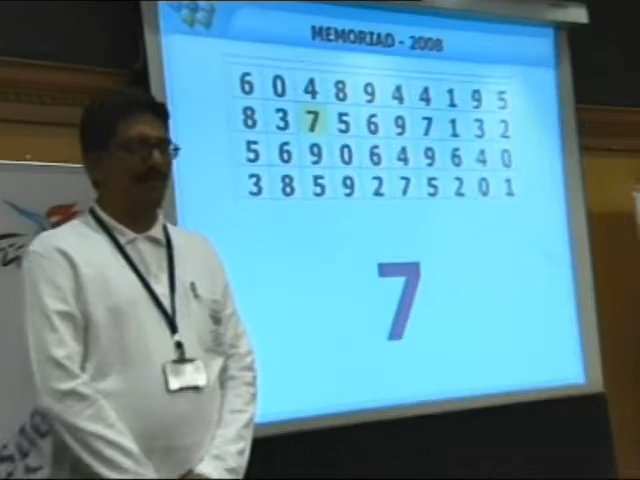 MEMORIAD - 2008
6 0 4 8 9 4 4 1 9 5
8 3 7 5 6 9 7 1 3 2
5 6 9 0 6 4 9 6 4 0
3 8 5 9 2 7 5 2 0 1
7